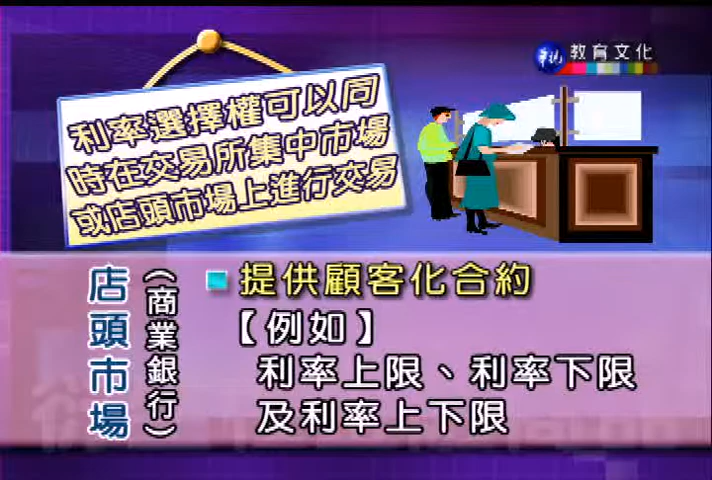 華視 教育文化
利率選擇權可以同
時在交易所集中市場
或店頭市場上進行交易
店頭市場
(商業銀行)
提供顧客化合約
【例如】
利率上限、利率下限
及利率上下限